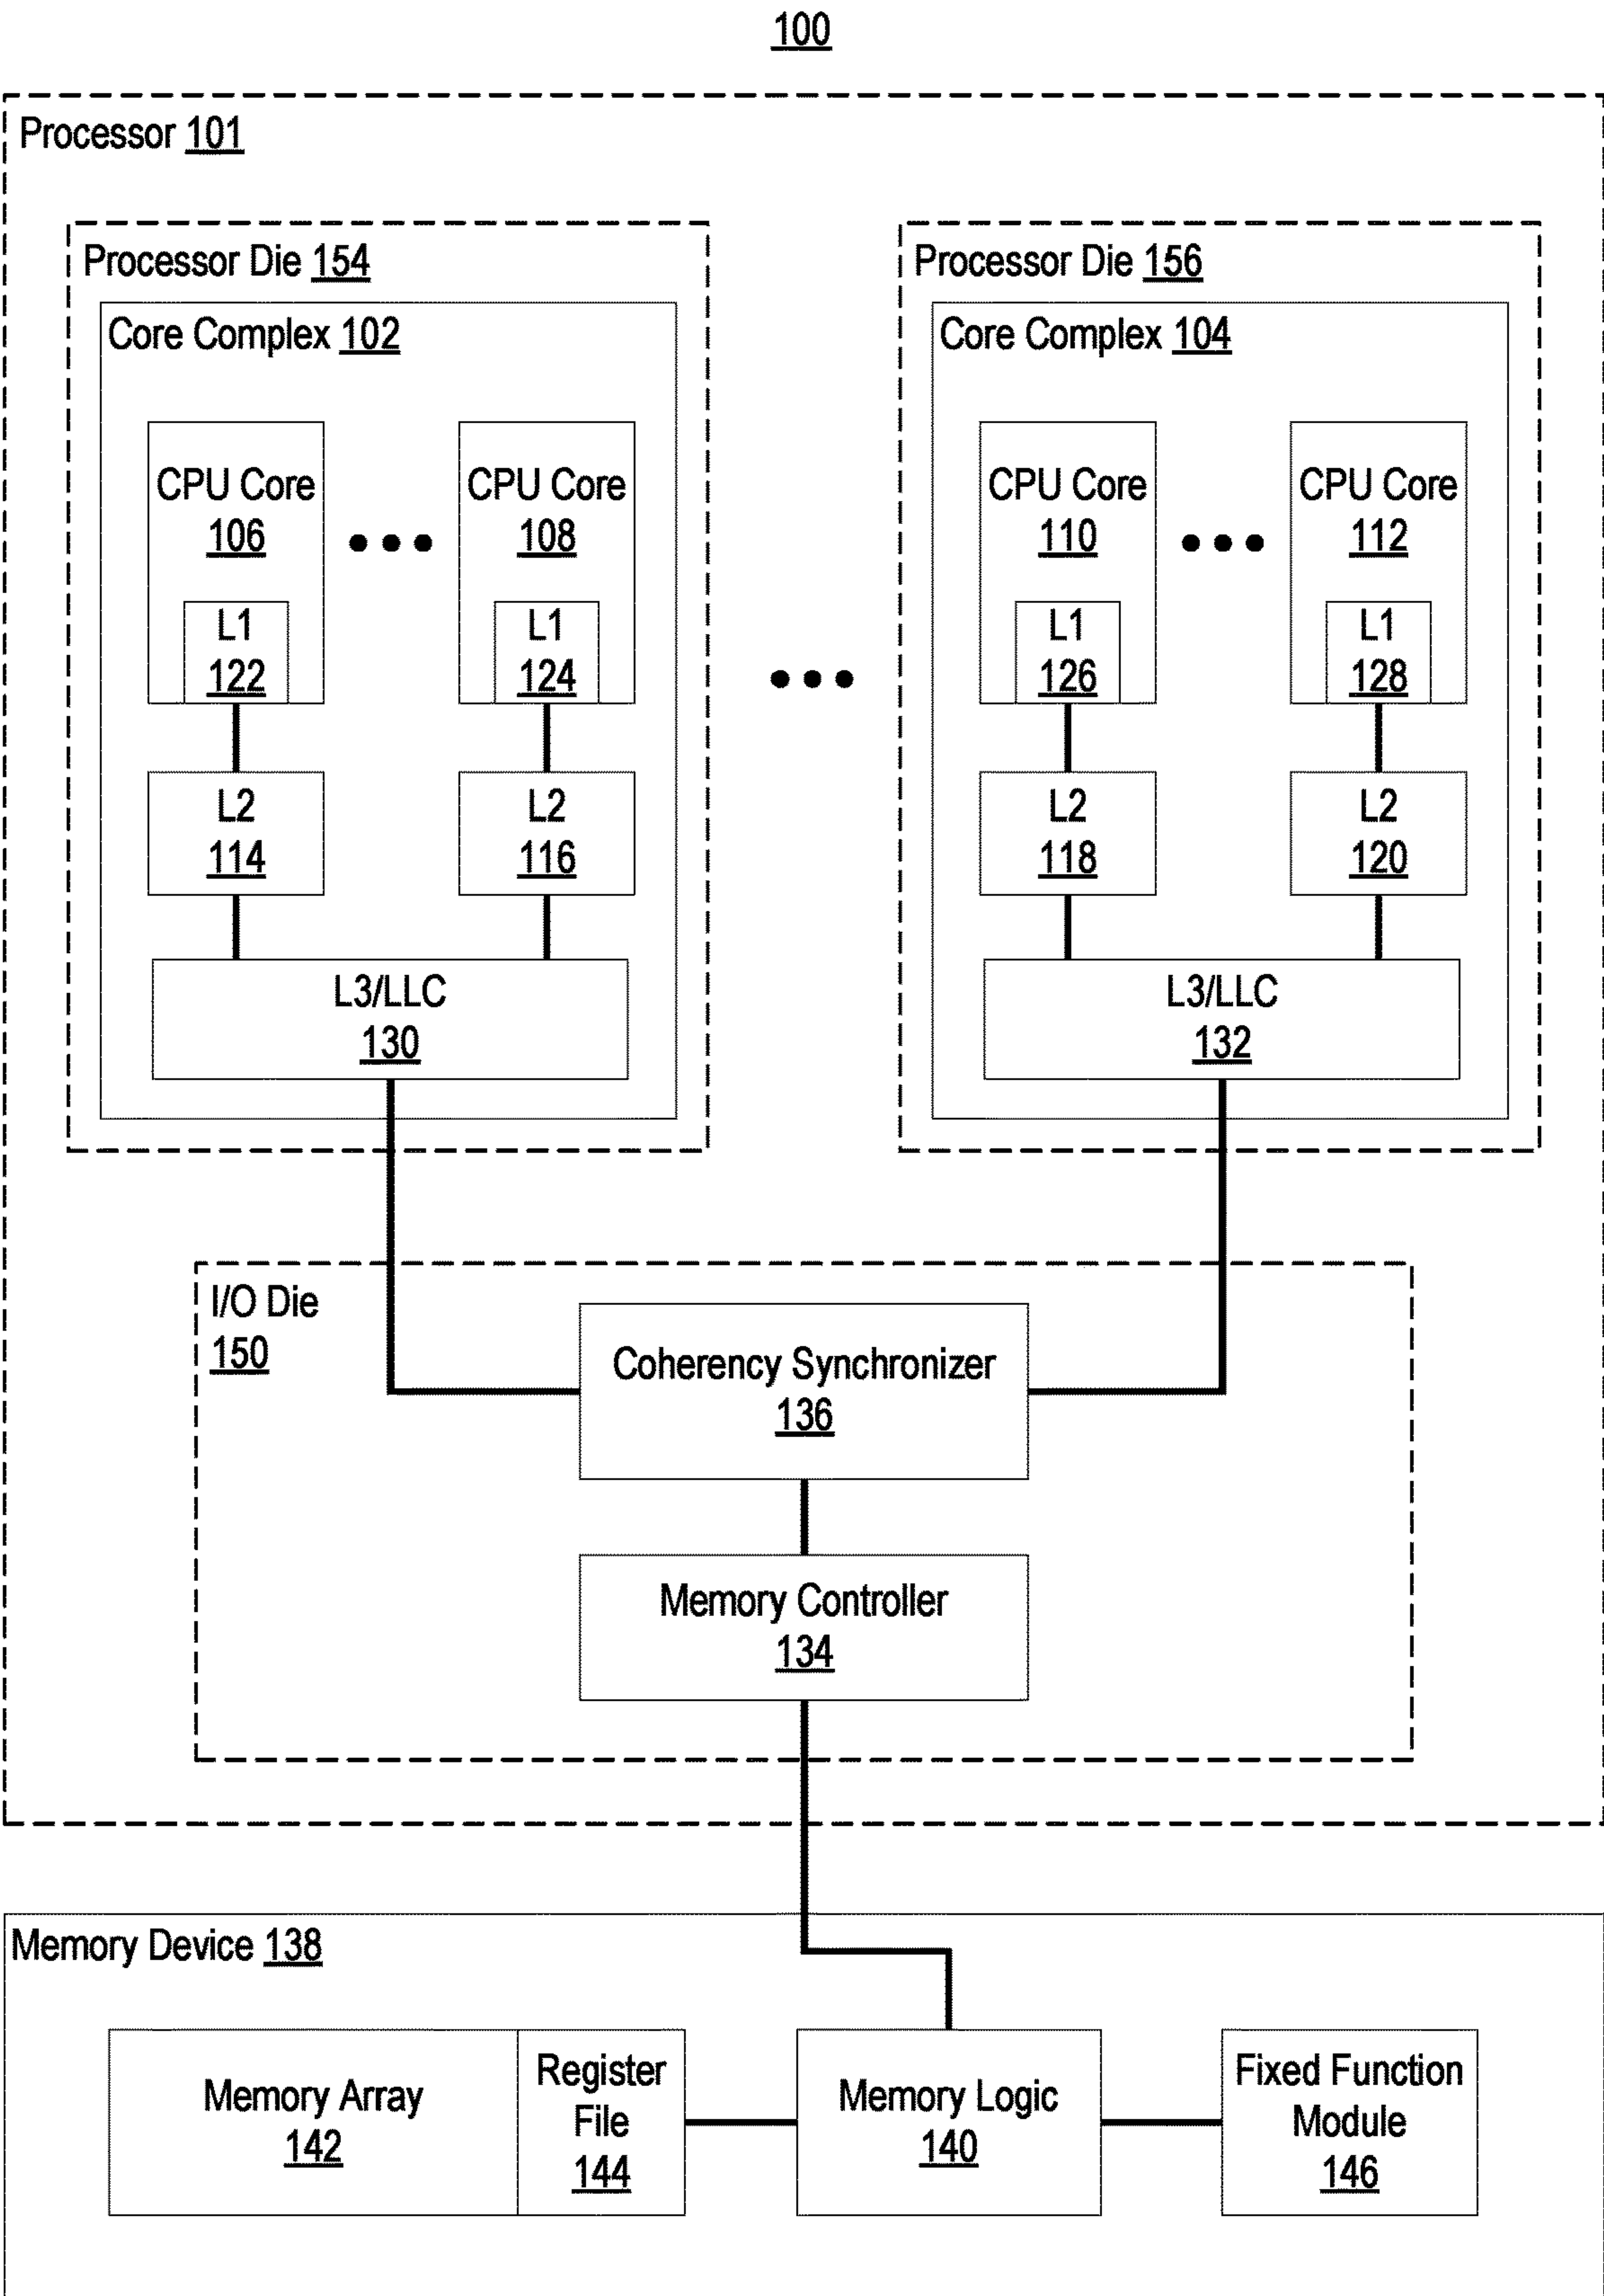 100
Processor 101
Processor Die 154
Core Complex 102
CPU Core
106
L1
122
CPU Core
108
L1
124
L2
114
L2
116
L3/LLC
130
Processor Die 156
Core Complex 104
CPU Core
110
L1
126
CPU Core
112
L1
128
L2
118
L2
120
L3/LLC
132
I/O Die
150
Coherency Synchronizer
136
Memory Controller
134
Memory Device 138
Memory Array
142
Register
File
144
Memory Logic
140
Fixed Function
Module
146